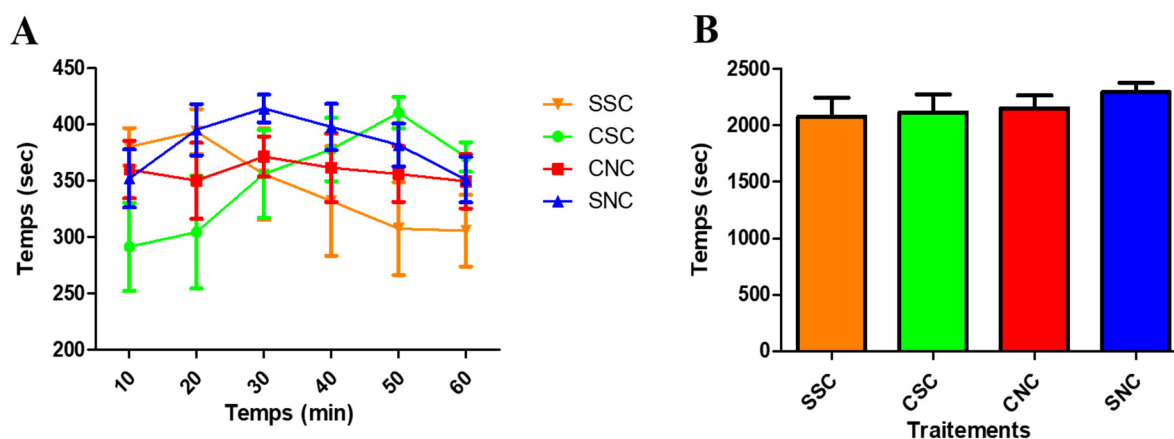 A
Temps (sec)
450
400
350
300
250
200
10
20
30
40
50
60
Temps (min)
SSC
CSC
CNC
SNC
B
Temps (sec)
2500
2000
1500
1000
500
0
SSC
CSC
CNC
SNC
Traitements